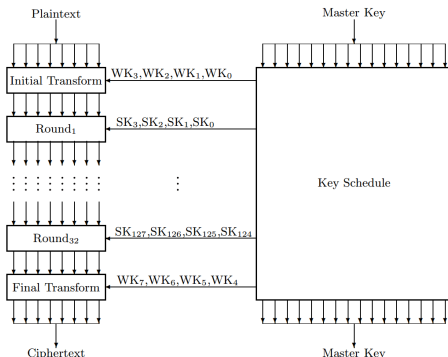 Plaintext
Master Key
Initial Transform
WK₃,WK₂,WK₁,WK₀
Round₁
SK₃,SK₂,SK₁,SK₀
Key Schedule
Round₃₂
SK₁₂₇,SK₁₂₆,SK₁₂₅,SK₁₂₄
Final Transform
WK₇,WK₆,WK₅,WK₄
Ciphertext
Master Key